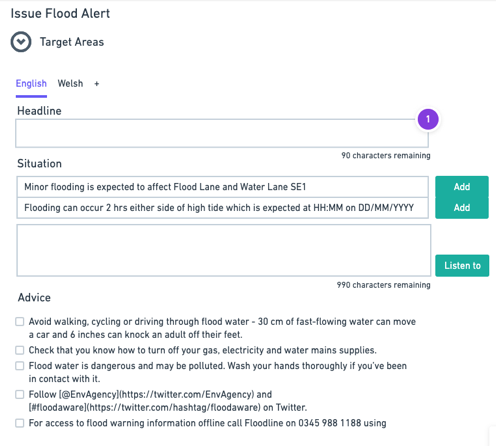 Issue Flood Alert
Target Areas
English Welsh +
Headline
1
90 characters remaining
Situation
Minor flooding is expected to affect Flood Lane and Water Lane SE1 Add
Flooding can occur 2 hrs either side of high tide which is expected at HH:MM on DD/MM/YYYY Add
Listen to
990 characters remaining
Advice
Avoid walking, cycling or driving through flood water - 30 cm of fast-flowing water can move
a car and 6 inches can knock an adult off their feet.
Check that you know how to turn off your gas, electricity and water mains supplies.
Flood water is dangerous and may be polluted. Wash your hands thoroughly if you've been
in contact with it.
Follow [@EnvAgency](https://twitter.com/EnvAgency) and
[#floodaware](https://twitter.com/hashtag/floodaware) on Twitter.
For access to flood warning information offline call Floodline on 0345 988 1188 using